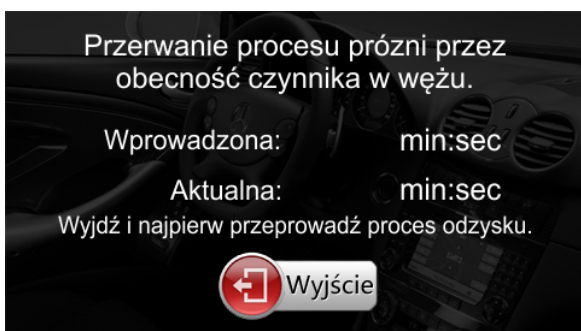 Przerwanie procesu prózni przez
obecność czynnika w wężu.
Wprowadzona: min:sec
Aktualna: min:sec
Wyjdź i najpierw przeprowadź proces odzysku.
Wyjście